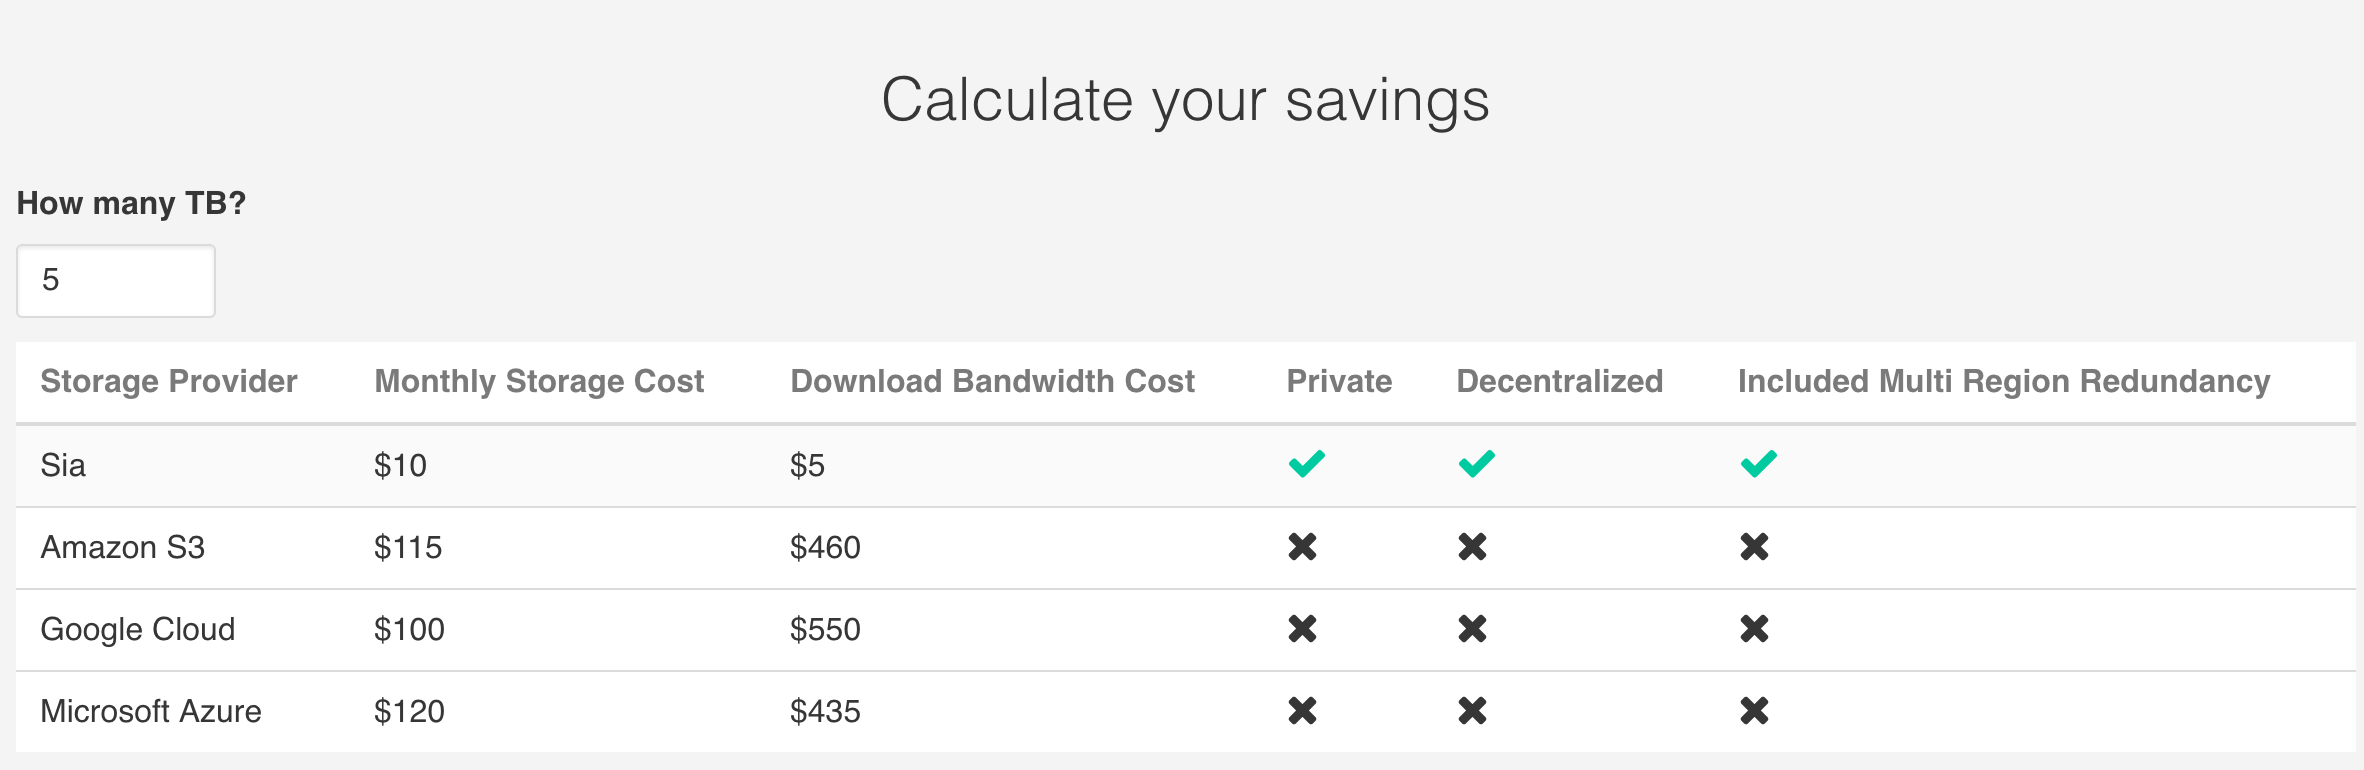 Calculate your savings
How many TB?
5
Storage Provider Monthly Storage Cost Download Bandwidth Cost Private Decentralized Included Multi Region Redundancy
Sia $10 $5
Amazon S3 $115 $460
Google Cloud $100 $550
Microsoft Azure $120 $435